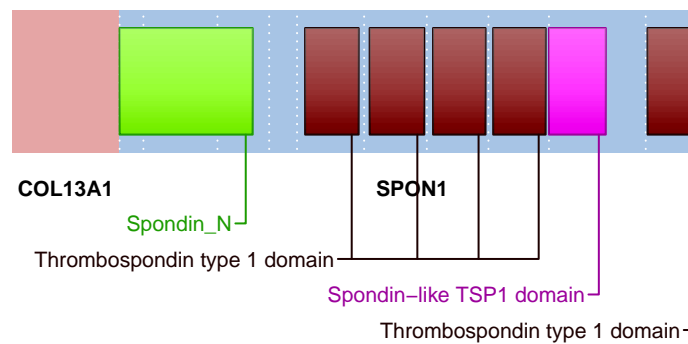 COL13A1 SPON1
Spondin_N
Thrombospondin type 1 domain
Spondin−like TSP1 domain
Thrombospondin type 1 domain